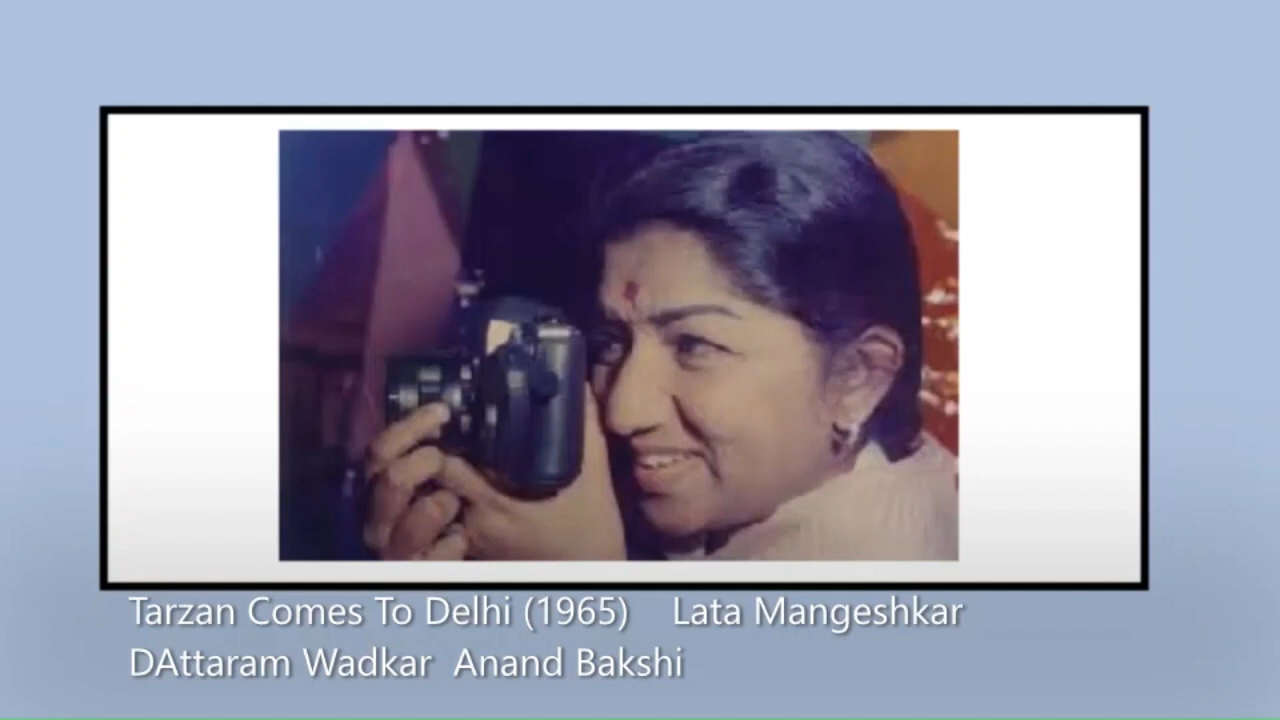 Tarzan Comes To Delhi (1965) Lata Mangeshkar
DAttaram Wadkar Anand Bakshi